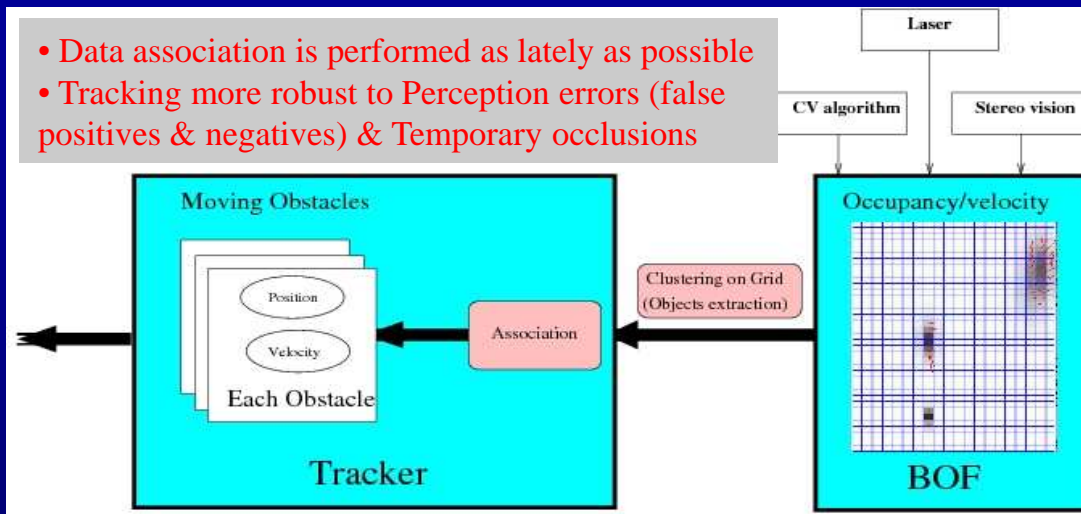 • Data association is performed as lately as possible
• Tracking more robust to Perception errors (false
positives & negatives) & Temporary occlusions
Laser
CV algorithm
Stereo vision
Moving Obstacles
Position
Velocity
Each Obstacle
Tracker
Association
Clustering on Grid
(Objects extraction)
Occupancy/velocity
BOF